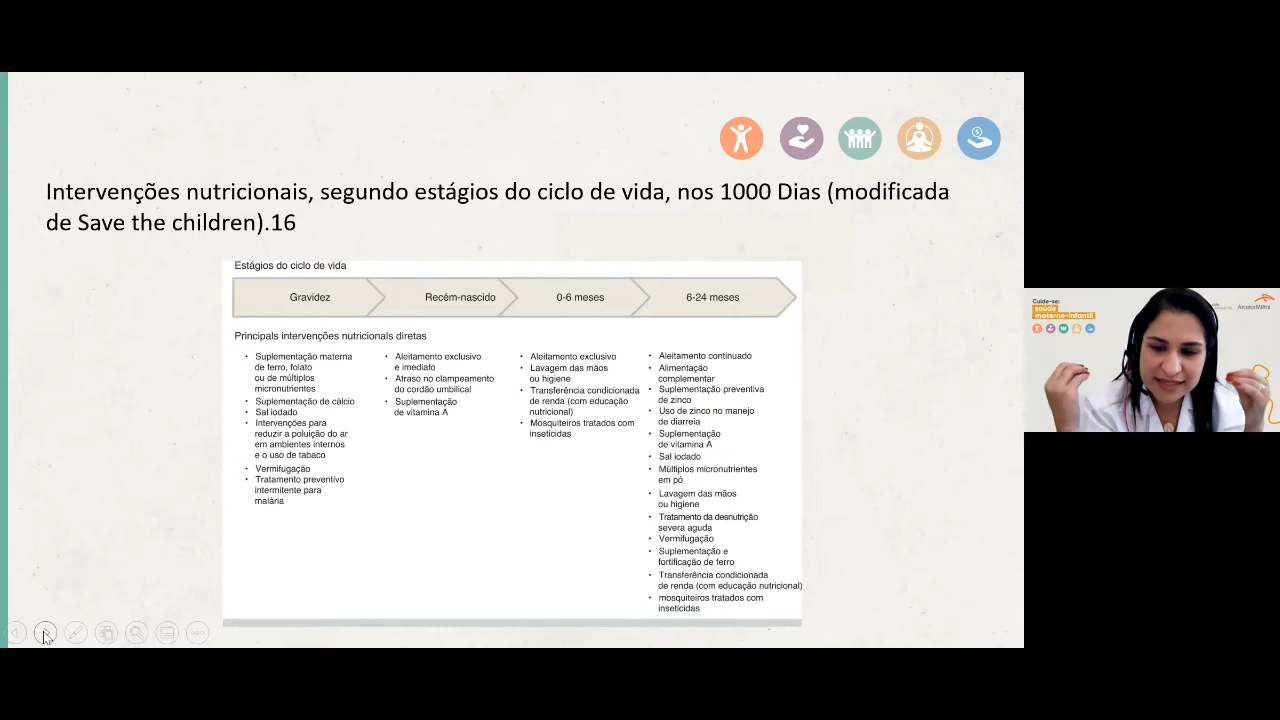 Intervenções nutricionais, segundo estágios do ciclo de vida, nos 1000 Dias (modificada
de Save the children).16
Estágios do ciclo de vida
Gravidez
Recém-nascido
0-6 meses
6-24 meses
Principais intervenções nutricionais diretas
• Suplementação materna
de ferro, folato
ou de múltiplos
micronutrientes
• Suplementação de cálcio
• Sal iodado
• Intervenções para
reduzir a poluição do ar
em ambientes internos
e o uso de tabaco
• Vermifugação
• Tratamento preventivo
intermitente para
malária
• Aleitamento exclusivo
e imediato
• Atraso no clampeamento
do cordão umbilical
• Suplementação
de vitamina A
• Aleitamento exclusivo
• Lavagem das mãos
ou higiene
• Transferência condicionada
de renda (com educação
nutricional)
• Mosquiteiros tratados com
inseticidas
• Aleitamento continuado
• Alimentação
complementar
• Suplementação preventiva
de zinco
• Uso de zinco no manejo
de diarreia
• Suplementação
de vitamina A
• Sal iodado
• Múltiplos micronutrientes
em pó
• Lavagem das mãos
ou higiene
• Tratamento da desnutrição
severa aguda
• Vermifugação
• Suplementação e
fortificação de ferro
• Transferência condicionada
de renda (com educação nutricional)
• mosquiteiros tratados com
inseticidas
Cuide-se:
saúde
materno-infantil
ArcelorMittal